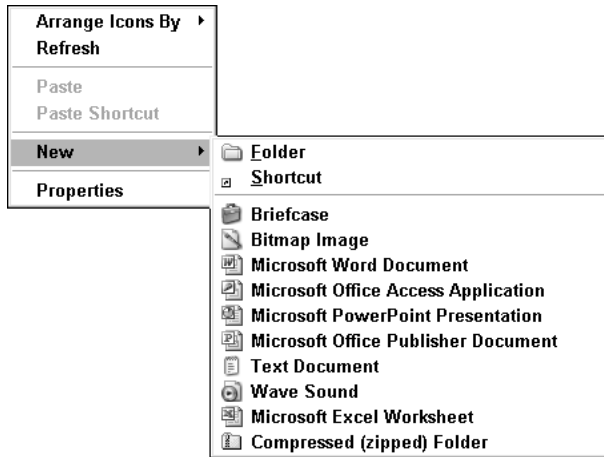 Arrange Icons By
Refresh
Paste
Paste Shortcut
New
Properties
Folder
Shortcut
Briefcase
Bitmap Image
Microsoft Word Document
Microsoft Office Access Application
Microsoft PowerPoint Presentation
Microsoft Office Publisher Document
Text Document
Wave Sound
Microsoft Excel Worksheet
Compressed (zipped) Folder